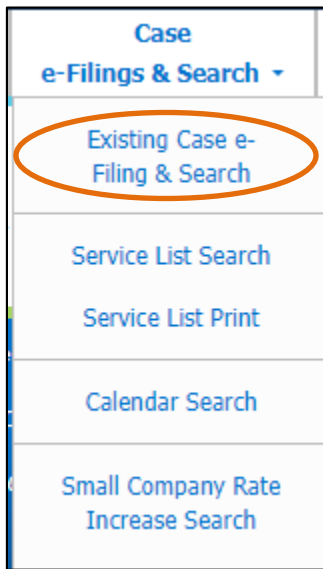 Case
e-Filings & Search
Existing Case e-
Filing & Search
Service List Search
Service List Print
Calendar Search
Small Company Rate
Increase Search